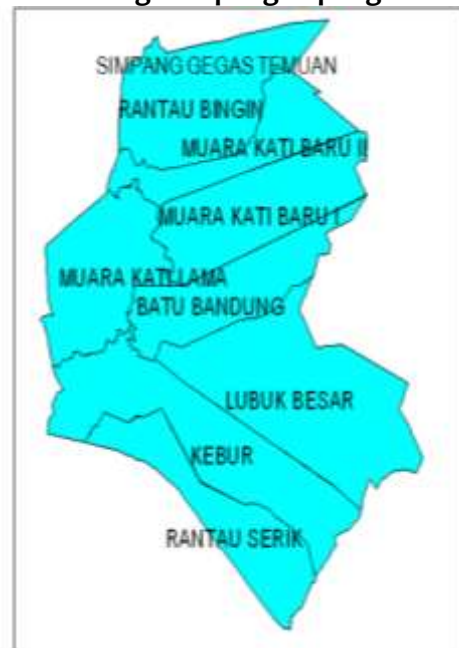 SIMPANG GEGAS TEMUAN
RANTAU BINGIN
MUARA KATI BARU II
MUARA KATI BARU I
MUARA KATI LAMA
BATU BANDUNG
LUBUK BESAR
KEBUR
RANTAU SERIK